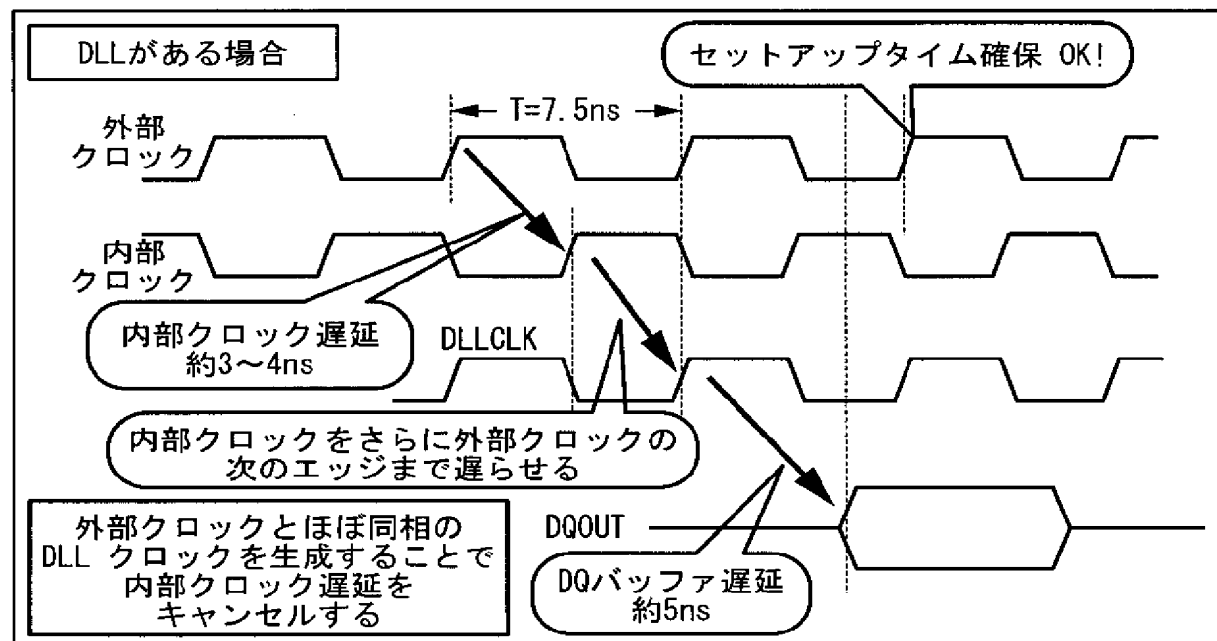 DLLがある場合
セットアップタイム確保 OK!
T=7.5ns
外部
クロック
内部
クロック
内部クロック遅延
約3〜4ns
DLLCLK
内部クロックをさらに外部クロックの
次のエッジまで遅らせる
外部クロックとほぼ同相の
DLL クロックを生成することで
内部クロック遅延を
キャンセルする
DQOUT
DQバッファ遅延
約5ns